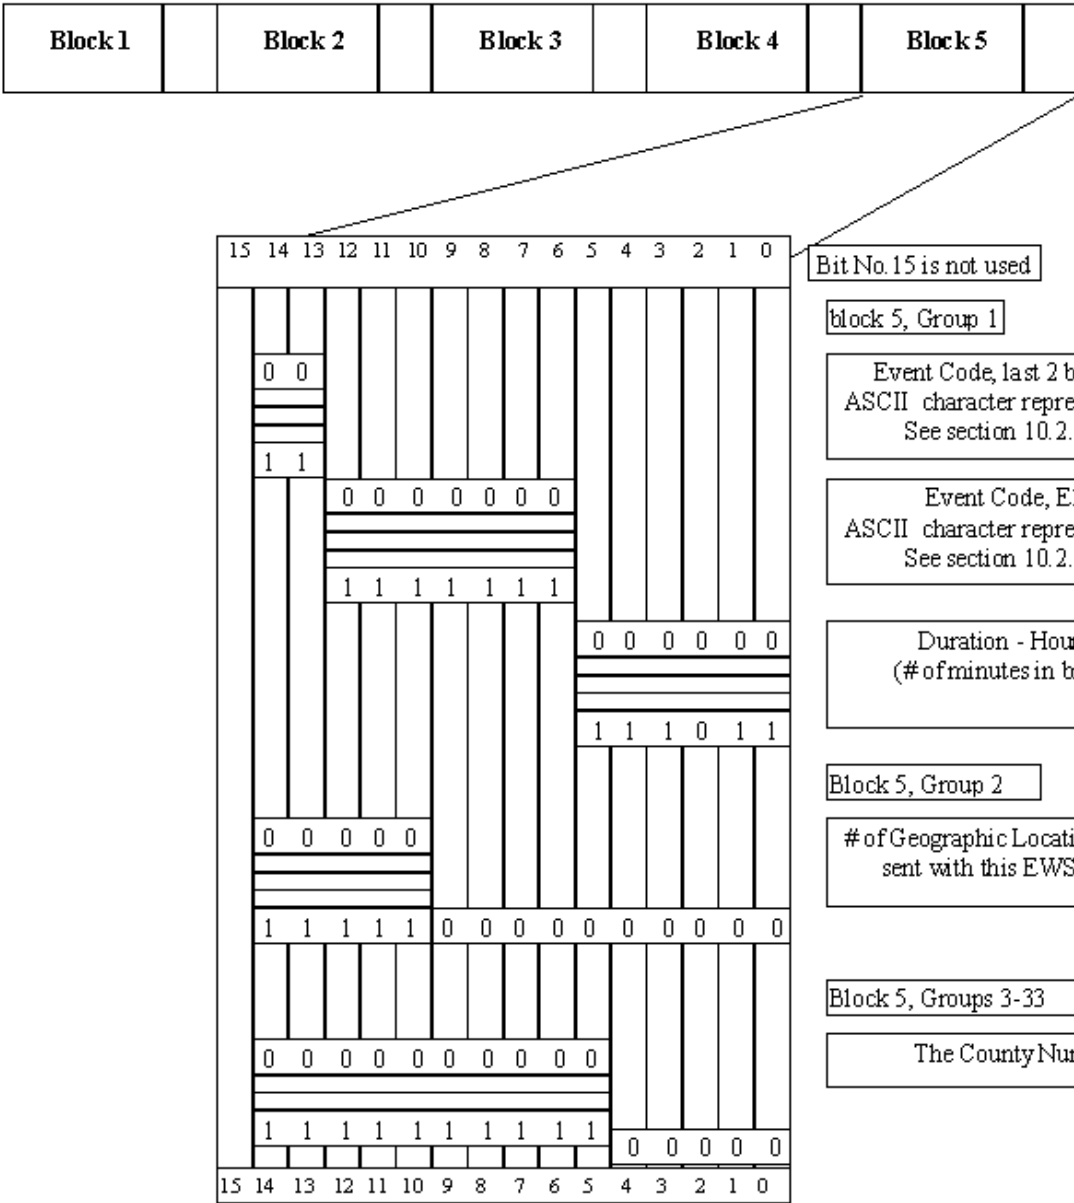 Block 1 Block 2 Block 3 Block 4 Block 5
15 14 13 12 11 10 9 8 7 6 5 4 3 2 1 0
Bit No. 15 is not used
block 5, Group 1
0 0
Event Code, last 2 b
ASCII character repre
See section 10.2.
1 1
0 0 0 0 0 0 0
Event Code, E
ASCII character repre
See section 10.2.
1 1 1 1 1 1 1
0 0 0 0 0 0
Duration - Hou
(# of minutes in b
1 1 1 0 1 1
Block 5, Group 2
0 0 0 0 0
# of Geographic Locati
sent with this EWS
1 1 1 1 1 0 0 0 0 0 0 0 0 0 0
Block 5, Groups 3-33
0 0 0 0 0 0 0 0 0 0
The County Nu
1 1 1 1 1 1 1 1 1 1
0 0 0 0 0
15 14 13 12 11 10 9 8 7 6 5 4 3 2 1 0